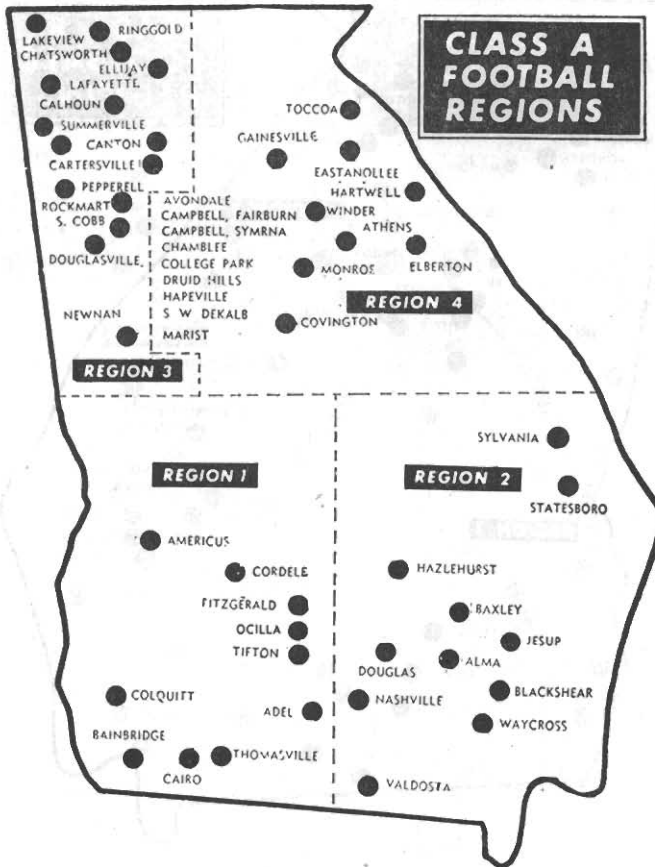 CLASS A
FOOTBALL
REGIONS
LAKEVIEW
RINGGOLD
CHATSWORTH
ELLIJAY
LAFAYETTE
CALHOUN
SUMMERVILLE
CANTON
CARTERSVILLE
PEPPERELL
ROCKMART
S. COBB
DOUGLASVILLE
NEWNAN
REGION 3
AVONDALE
CAMPBELL, FAIRBURN
CAMPBELL, SYMRNA
CHAMBLEE
COLLEGE PARK
DRUID HILLS
HAPEVILLE
S W DEKALB
MARIST
TOCCOA
GAINESVILLE
EASTANOLLEE
HARTWELL
WINDER
ATHENS
ELBERTON
MONROE
REGION 4
COVINGTON
REGION 1
AMERICUS
CORDELE
FITZGERALD
OCILLA
TIFTON
COLQUITT
ADEL
BAINBRIDGE
CAIRO
THOMASVILLE
SYLVANIA
REGION 2
STATESBORO
HAZLEHURST
BAXLEY
JESUP
DOUGLAS
ALMA
NASHVILLE
BLACKSHEAR
WAYCROSS
VALDOSTA